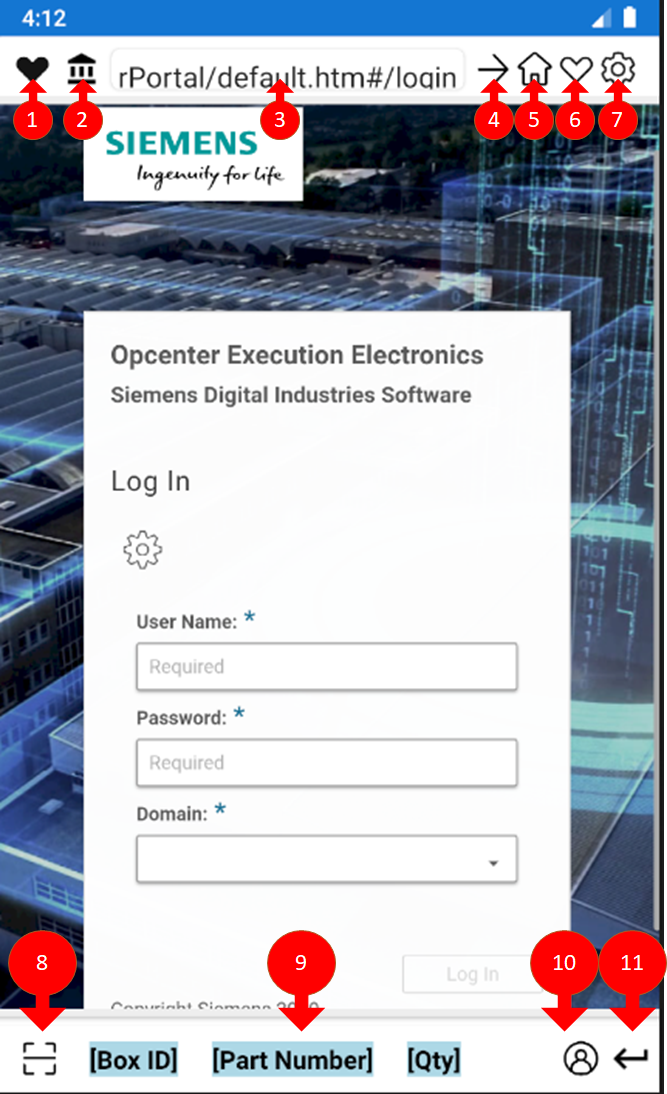 4:12
rPortal/default.htm#/login
1 2 3 4 5 6 7
SIEMENS
Ingenuity for life
Opcenter Execution Electronics
Siemens Digital Industries Software
Log In
User Name: *
Required
Password: *
Required
Domain: *
8 9 10 11
Log In
Copyright Siemens
[Box ID] [Part Number] [Qty]